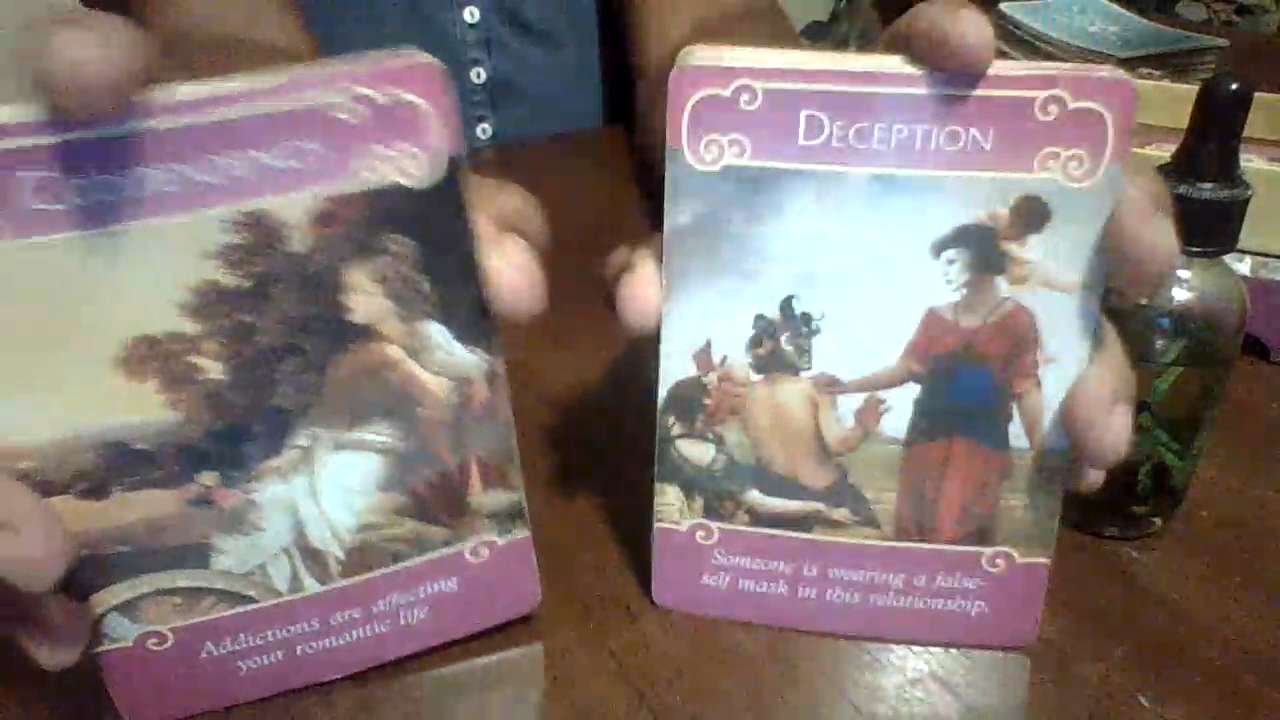 DECEPTION
Addictions are affecting
your romantic life
Someone is wearing a false-
self mask in this relationship.